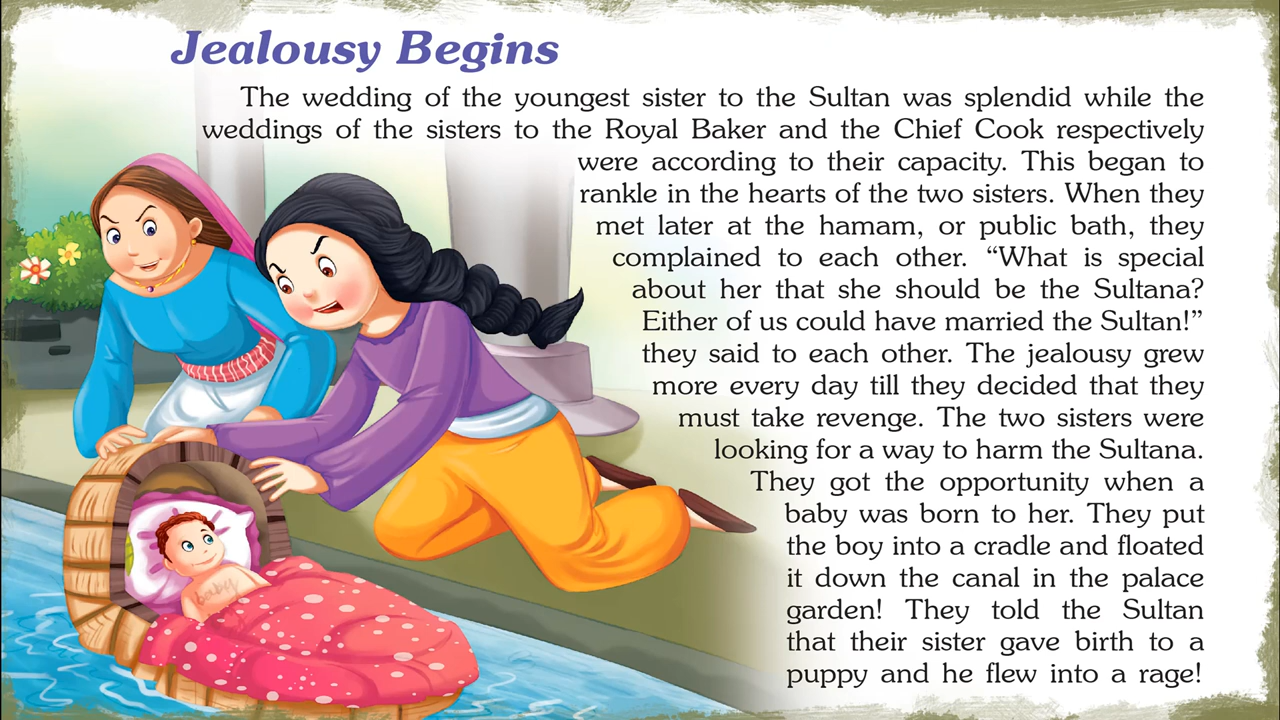 Jealousy Begins
The wedding of the youngest sister to the Sultan was splendid while the
weddings of the sisters to the Royal Baker and the Chief Cook respectively
were according to their capacity. This began to
rankle in the hearts of the two sisters. When they
met later at the hamam, or public bath, they
complained to each other. “What is special
about her that she should be the Sultana?
Either of us could have married the Sultan!”
they said to each other. The jealousy grew
more every day till they decided that they
must take revenge. The two sisters were
looking for a way to harm the Sultana.
They got the opportunity when a
baby was born to her. They put
the boy into a cradle and floated
it down the canal in the palace
garden! They told the Sultan
that their sister gave birth to a
puppy and he flew into a rage!
baby